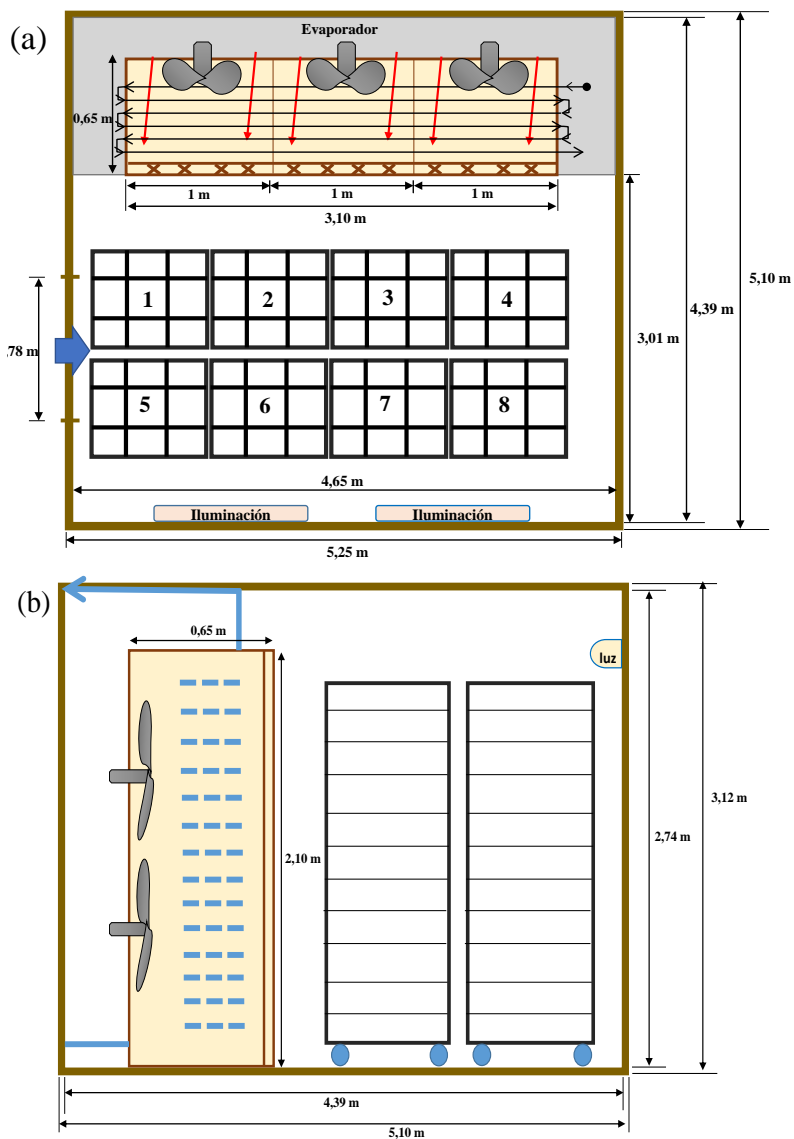 (a)
Evaporador
0,65 m
1 m
1 m
1 m
3,10 m
1
2
3
4
,78 m
5
6
7
8
3,01 m
4,39 m
5,10 m
4,65 m
Iluminación
Iluminación
5,25 m
(b)
0,65 m
luz
2,10 m
2,74 m
3,12 m
4,39 m
5,10 m